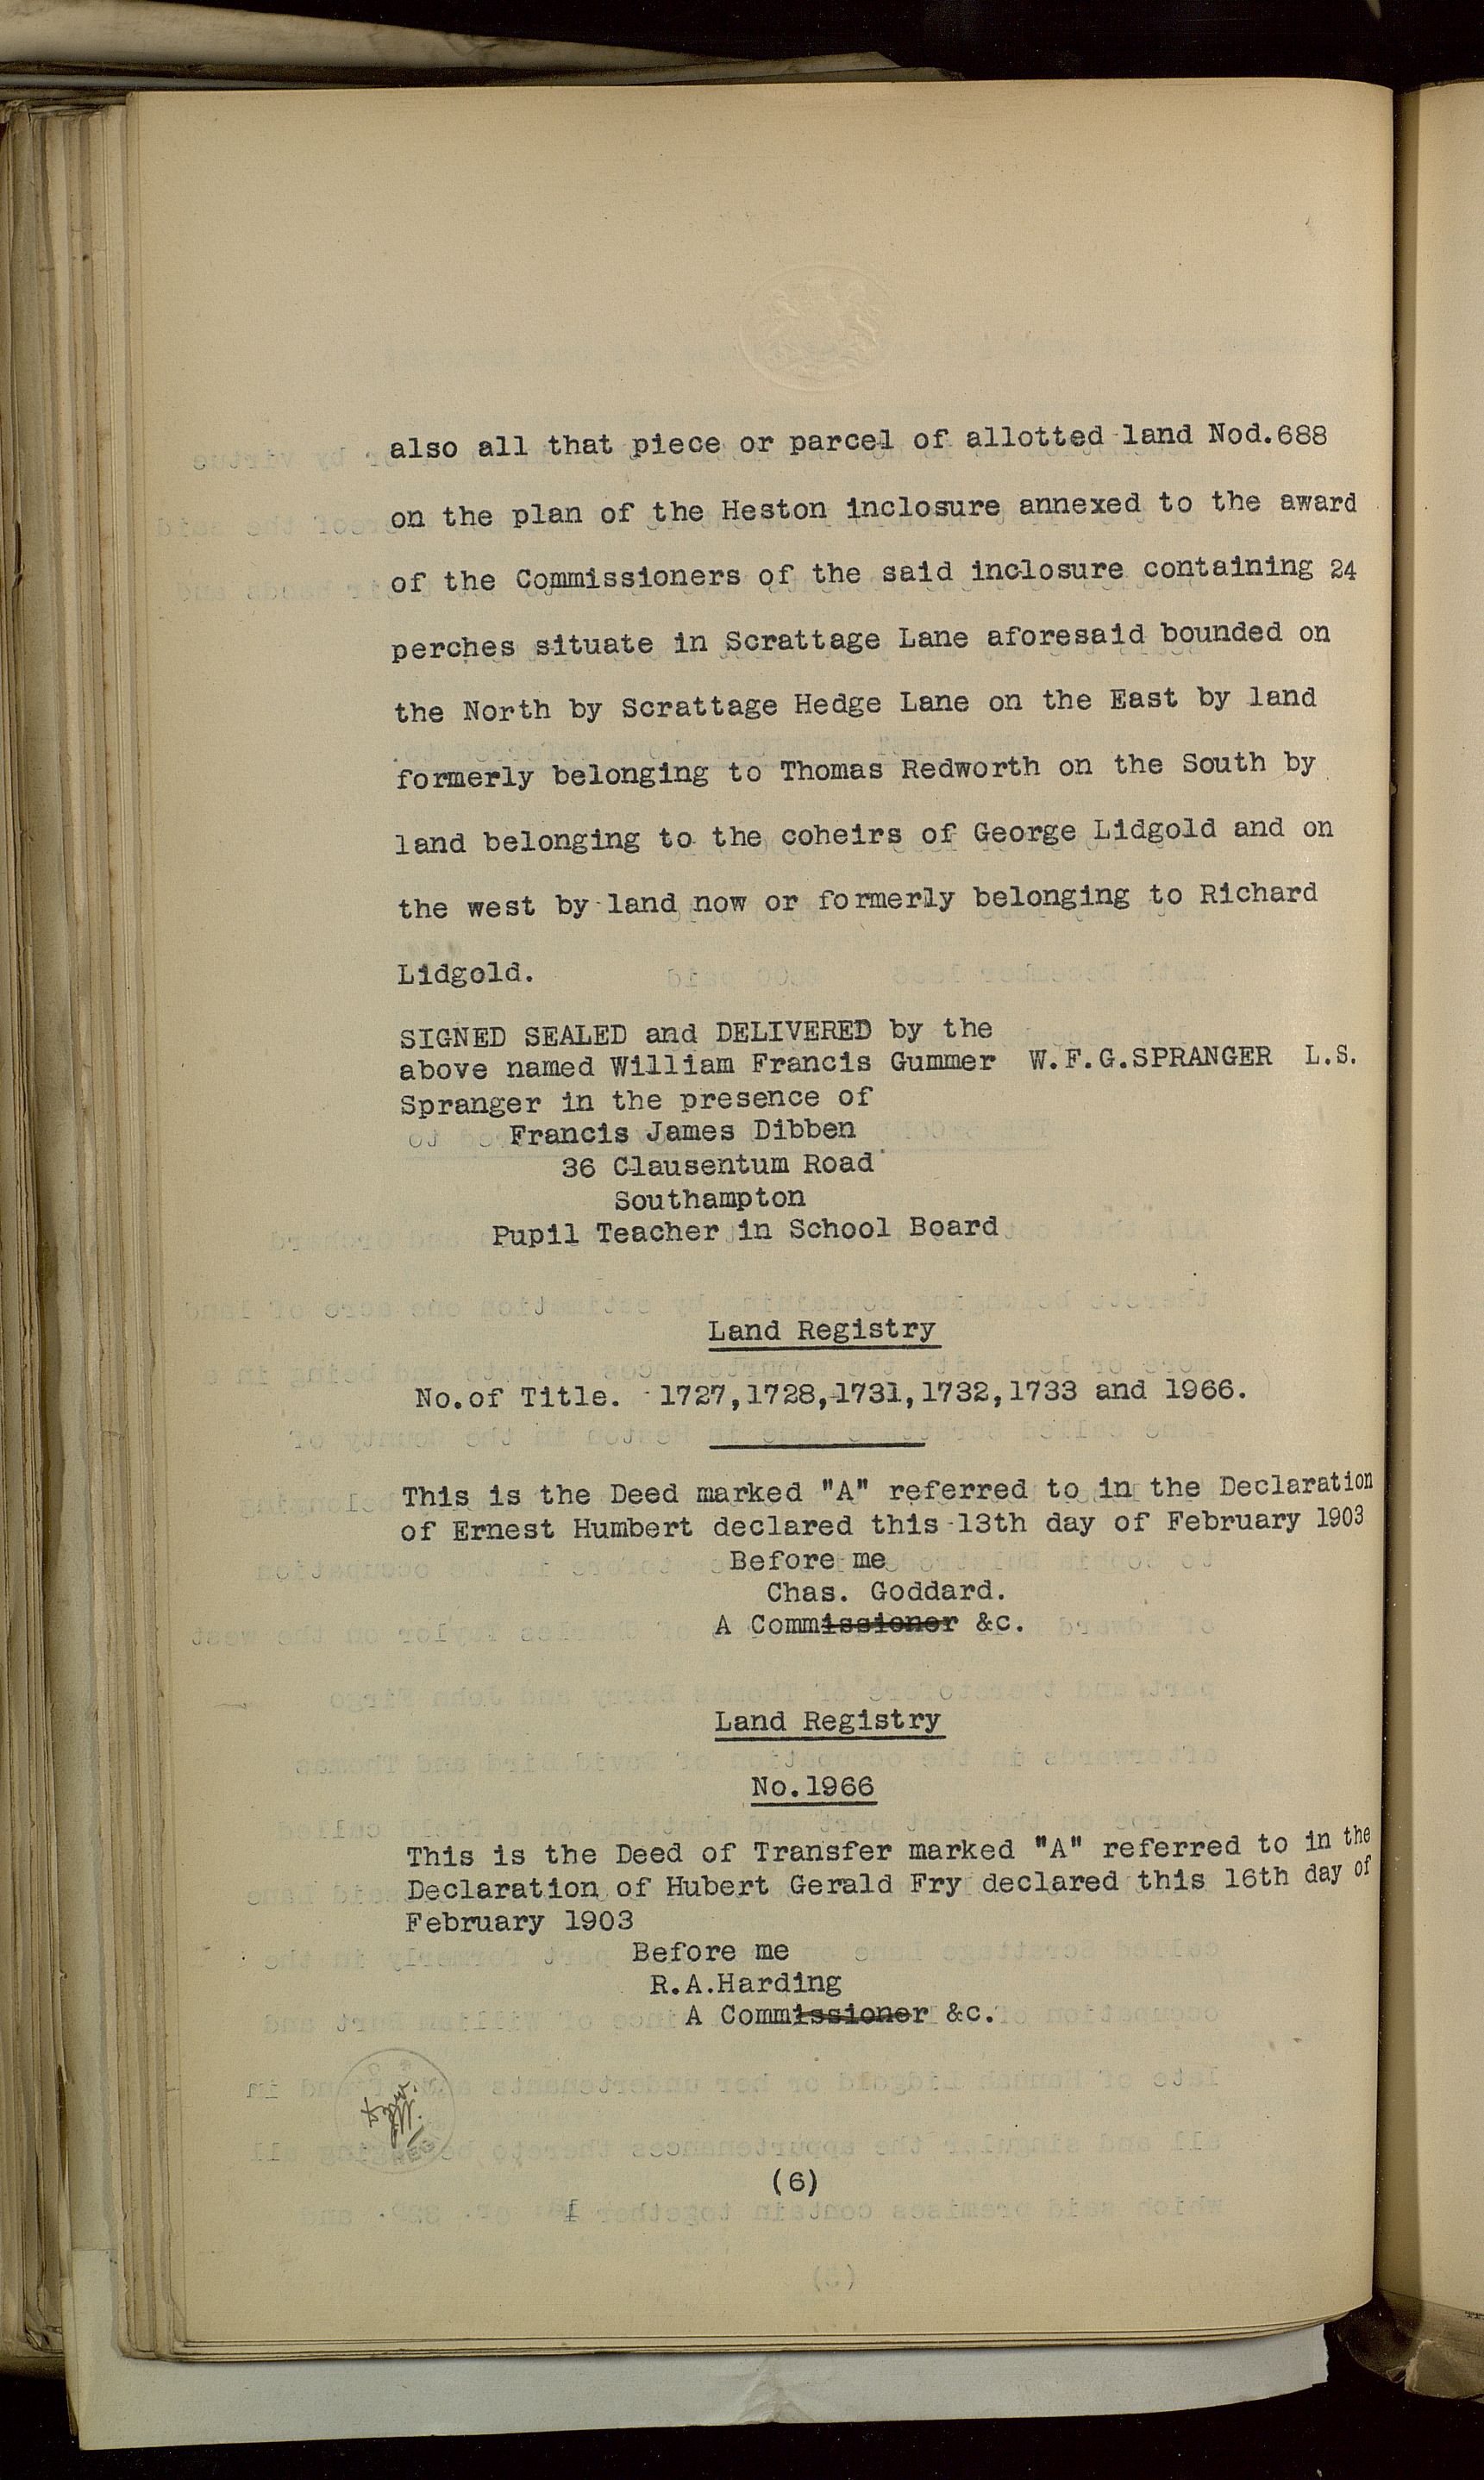 also all that piece or parcel of allotted land Nod.688
on the plan of the Heston inclosure annexed to the award
of the Commissioners of the said inclosure containing 24
perches situate in Scrattage Lane aforesaid bounded on
the North by Scrattage Hedge Lane on the East by land
formerly belonging to Thomas Redworth on the South by
land belonging to the coheirs of George Lidgold and on
the west by land now or formerly belonging to Richard
Lidgold.
SIGNED SEALED and DELIVERED by the
above named William Francis Gummer W.F.G.SPRANGER L.S.
Spranger in the presence of
Francis James Dibben
36 Clausentum Road
Southampton
Pupil Teacher in School Board
Land Registry
No.of Title. 1727,1728,1731,1732,1733 and 1966.
This is the Deed marked "A" referred to in the Declaration
of Ernest Humbert declared this 13th day of February 1903
Before me
Chas. Goddard.
A Commissioner &c.
Land Registry
No.1966
This is the Deed of Transfer marked "A" referred to in the
Declaration of Hubert Gerald Fry declared this 16th day of
February 1903
Before me
R.A.Harding
A Commissioner &c.
(6)